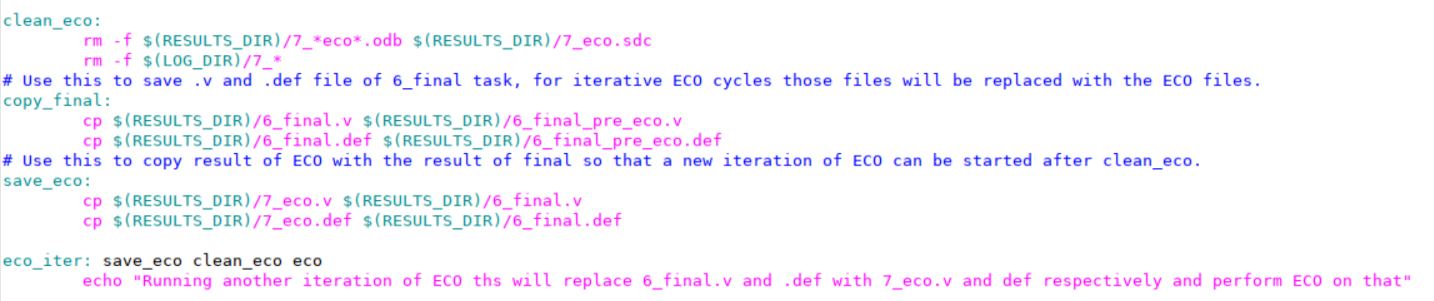 clean_eco:
rm -f $(RESULTS_DIR)/7_*eco*.odb $(RESULTS_DIR)/7_eco.sdc
rm -f $(LOG_DIR)/7_*
# Use this to save .v and .def file of 6_final task, for iterative ECO cycles those files will be replaced with the ECO files.
copy_final:
cp $(RESULTS_DIR)/6_final.v $(RESULTS_DIR)/6_final_pre_eco.v
cp $(RESULTS_DIR)/6_final.def $(RESULTS_DIR)/6_final_pre_eco.def
# Use this to copy result of ECO with the result of final so that a new iteration of ECO can be started after clean_eco.
save_eco:
cp $(RESULTS_DIR)/7_eco.v $(RESULTS_DIR)/6_final.v
cp $(RESULTS_DIR)/7_eco.def $(RESULTS_DIR)/6_final.def
eco_iter: save_eco clean_eco eco
echo "Running another iteration of ECO ths will replace 6_final.v and .def with 7_eco.v and def respectively and perform ECO on that"